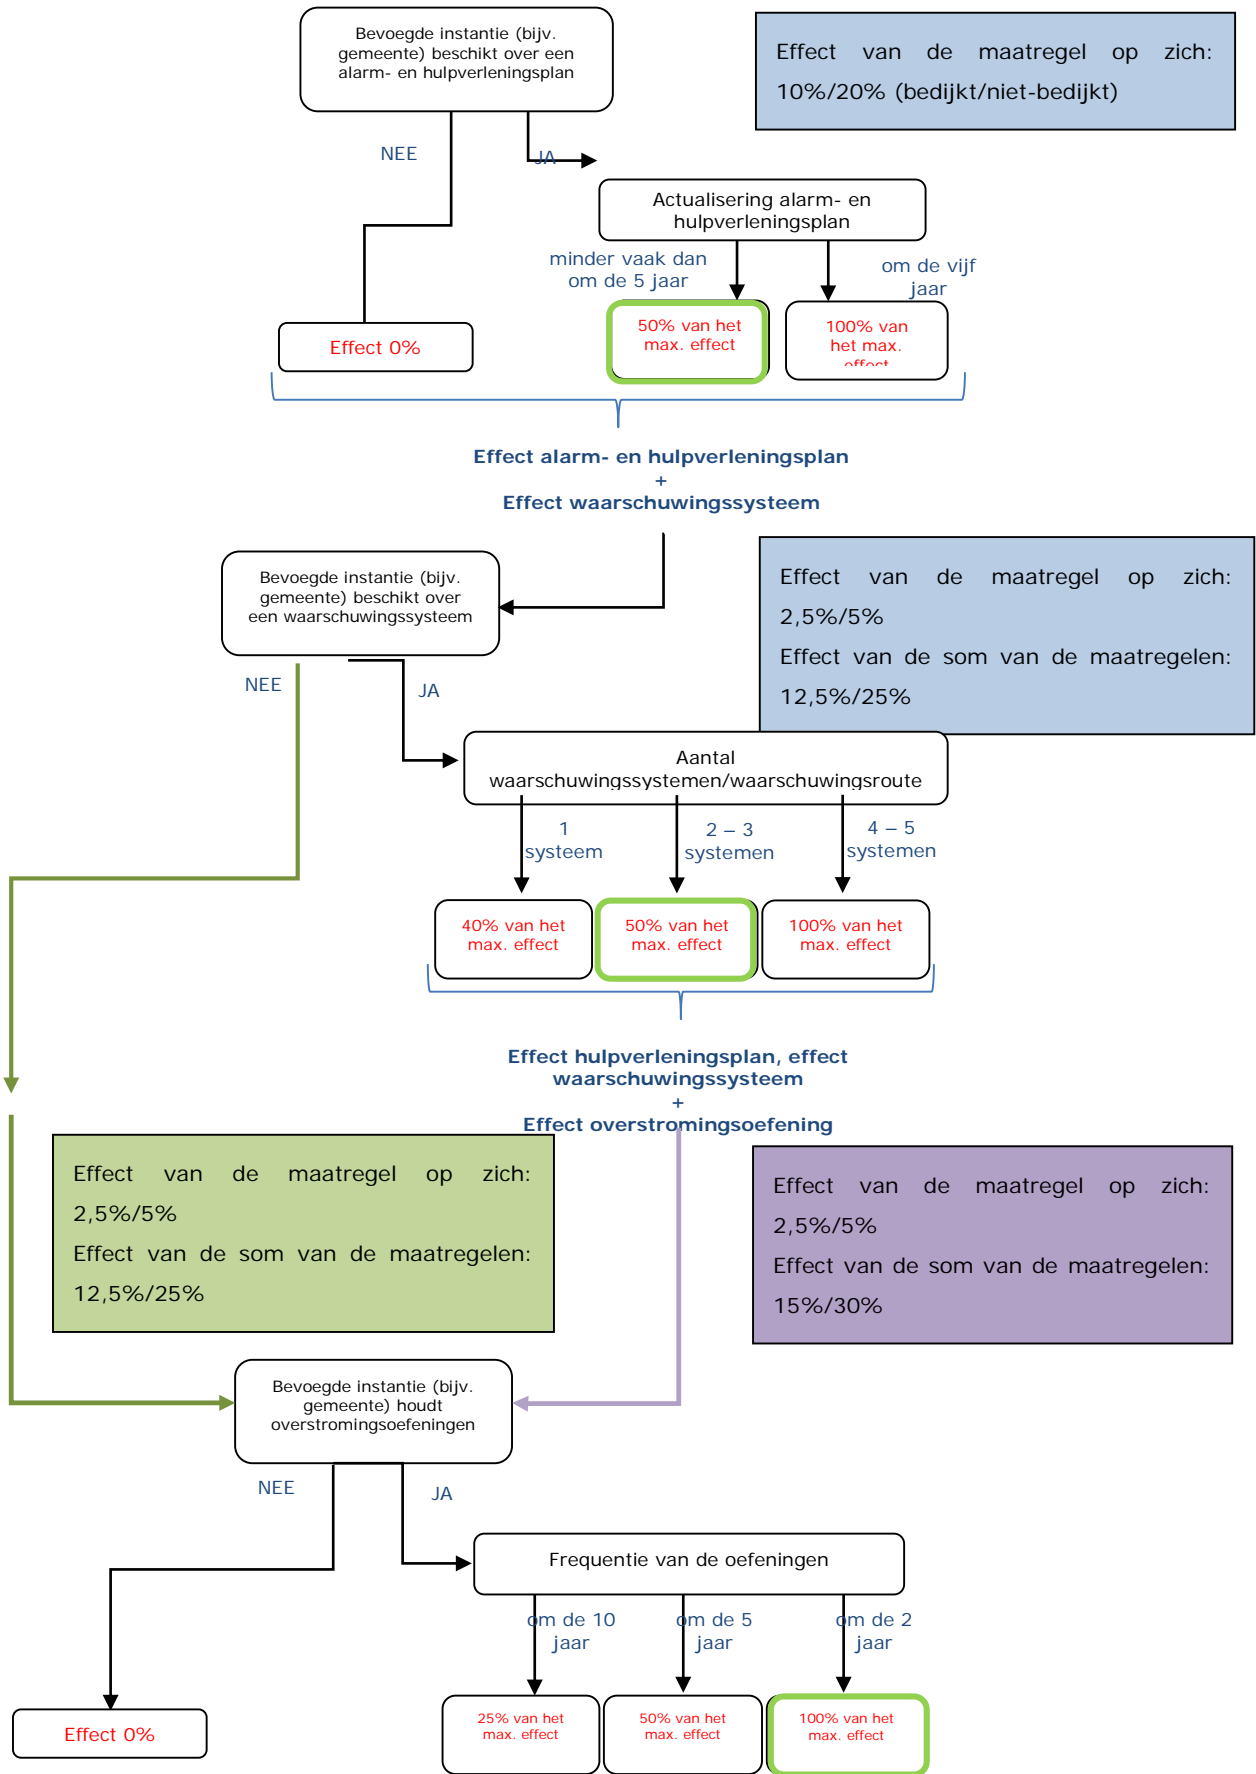 Bevoegde instantie (bijv.
gemeente) beschikt over een
alarm- en hulpverleningsplan
Effect van de maatregel op zich:
10%/20% (bedijkt/niet-bedijkt)
NEE
JA
Actualisering alarm- en
hulpverleningsplan
minder vaak dan
om de 5 jaar
om de vijf
jaar
Effect 0%
50% van het
max. effect
100% van
het max.
effect
Effect alarm- en hulpverleningsplan
+
Effect waarschuwingssysteem
Bevoegde instantie (bijv.
gemeente) beschikt over
een waarschuwingssysteem
Effect van de maatregel op zich:
2,5%/5%
Effect van de som van de maatregelen:
12,5%/25%
NEE
JA
Aantal
waarschuwingssystemen/waarschuwingsroute
1
systeem
2 – 3
systemen
4 – 5
systemen
40% van het
max. effect
50% van het
max. effect
100% van het
max. effect
Effect hulpverleningsplan, effect
waarschuwingssysteem
+
Effect overstromingsoefening
Effect van de maatregel op zich:
2,5%/5%
Effect van de som van de maatregelen:
12,5%/25%
Effect van de maatregel op zich:
2,5%/5%
Effect van de som van de maatregelen:
15%/30%
Bevoegde instantie (bijv.
gemeente) houdt
overstromingsoefeningen
NEE
JA
Frequentie van de oefeningen
om de 10
jaar
om de 5
jaar
om de 2
jaar
Effect 0%
25% van het
max. effect
50% van het
max. effect
100% van het
max. effect